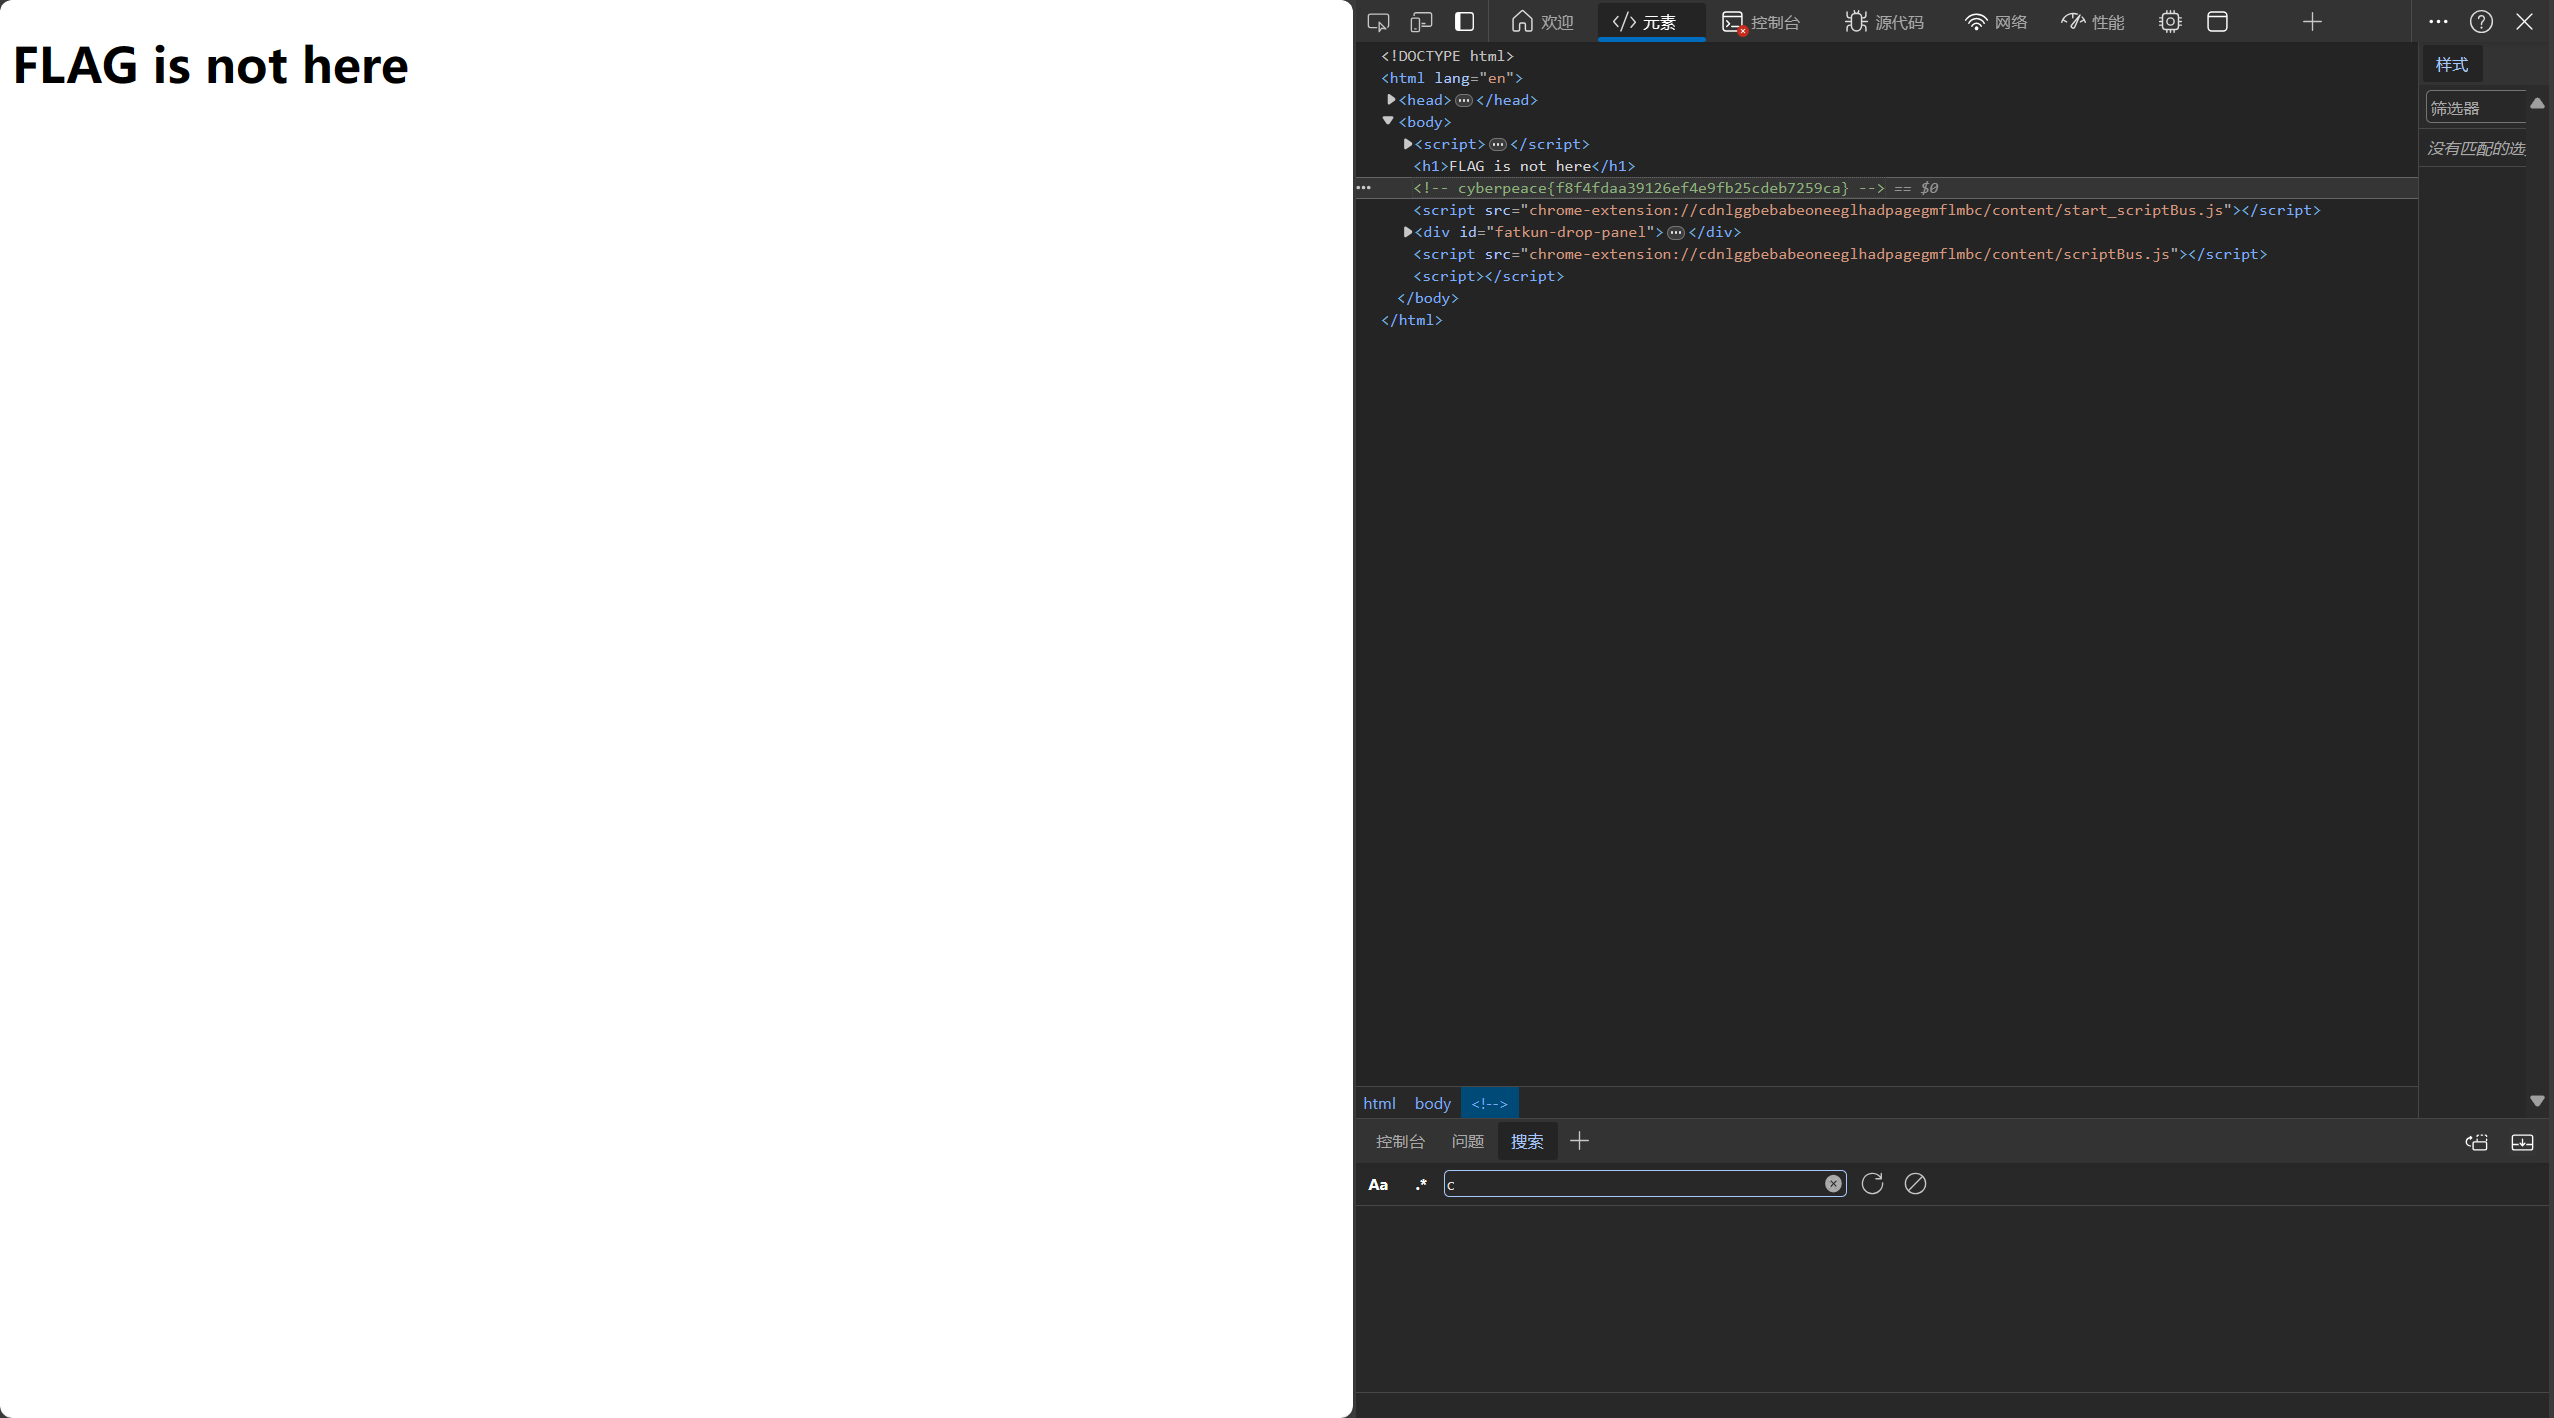 FLAG is not here
欢迎 元素 控制台 源代码 网络 性能
<!DOCTYPE html>
<html lang="en">
<head>…</head>
<body>
<script>…</script>
<h1>FLAG is not here</h1>
<!-- cyberpeace{f8f4fdaa39126ef4e9fb25cdeb7259ca} --> == $0
<script src="chrome-extension://cdnlggbebabeoneeglhadpagegmflmbc/content/start_scriptBus.js"></script>
<div id="fatkun-drop-panel">…</div>
<script src="chrome-extension://cdnlggbebabeoneeglhadpagegmflmbc/content/scriptBus.js"></script>
<script></script>
</body>
</html>
样式
筛选器
没有匹配的选
html body <!-->
控制台 问题 搜索
Aa .* c